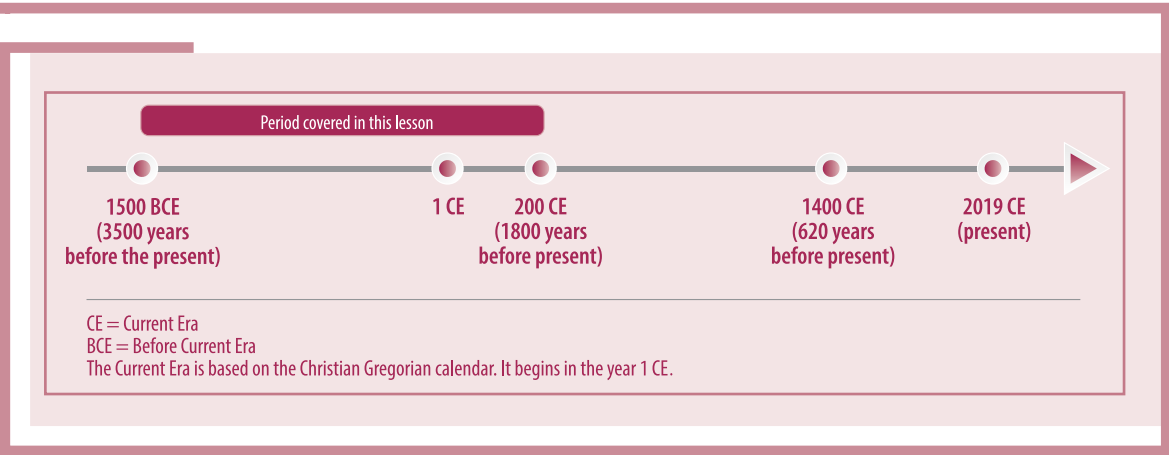 Period covered in this lesson
1500 BCE
(3500 years
before the present)
1 CE
200 CE
(1800 years
before present)
1400 CE
(620 years
before present)
2019 CE
(present)
CE = Current Era
BCE = Before Current Era
The Current Era is based on the Christian Gregorian calendar. It begins in the year 1 CE.